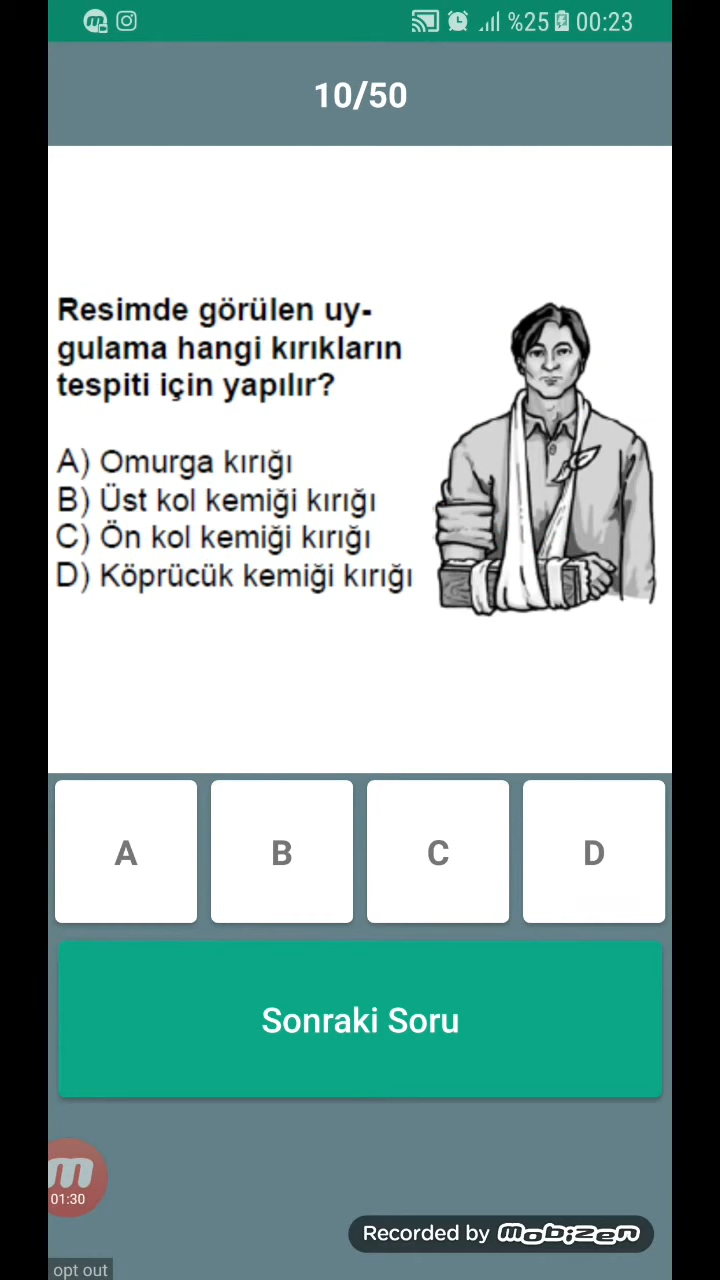 %25 00:23
10/50
Resimde görülen uy-
gulama hangi kırıkların
tespiti için yapılır?
A) Omurga kırığı
B) Üst kol kemiği kırığı
C) Ön kol kemiği kırığı
D) Köprücük kemiği kırığı
A B C D
Sonraki Soru
01:30
Recorded by mobizen
opt out